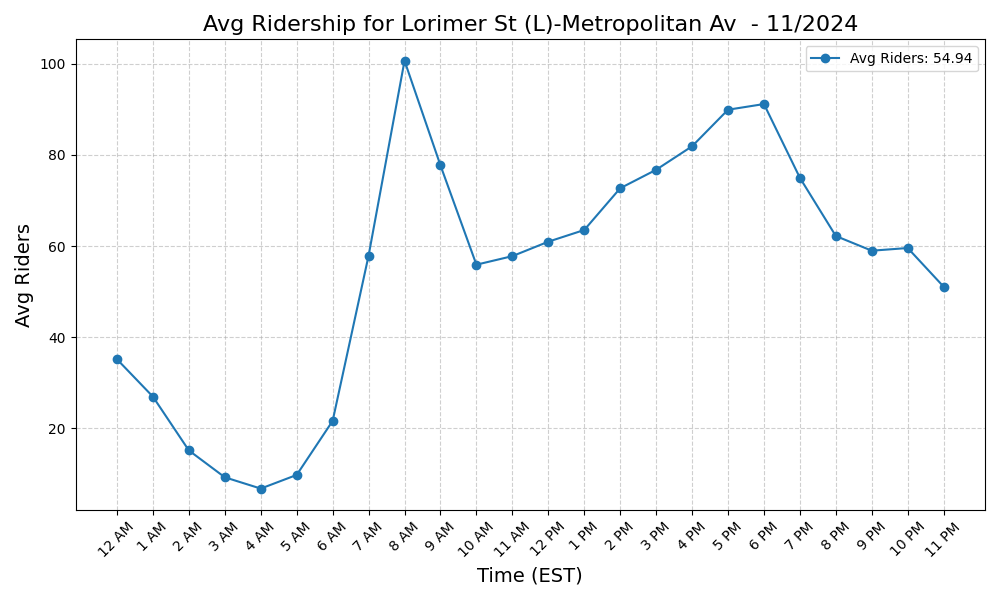 Avg Ridership for Lorimer St (L)-Metropolitan Av  - 11/2024
Avg Riders: 54.94
Avg Riders
100
80
60
40
20
12 AM
1 AM
2 AM
3 AM
4 AM
5 AM
6 AM
7 AM
8 AM
9 AM
10 AM
11 AM
12 PM
1 PM
2 PM
3 PM
4 PM
5 PM
6 PM
7 PM
8 PM
9 PM
10 PM
11 PM
Time (EST)